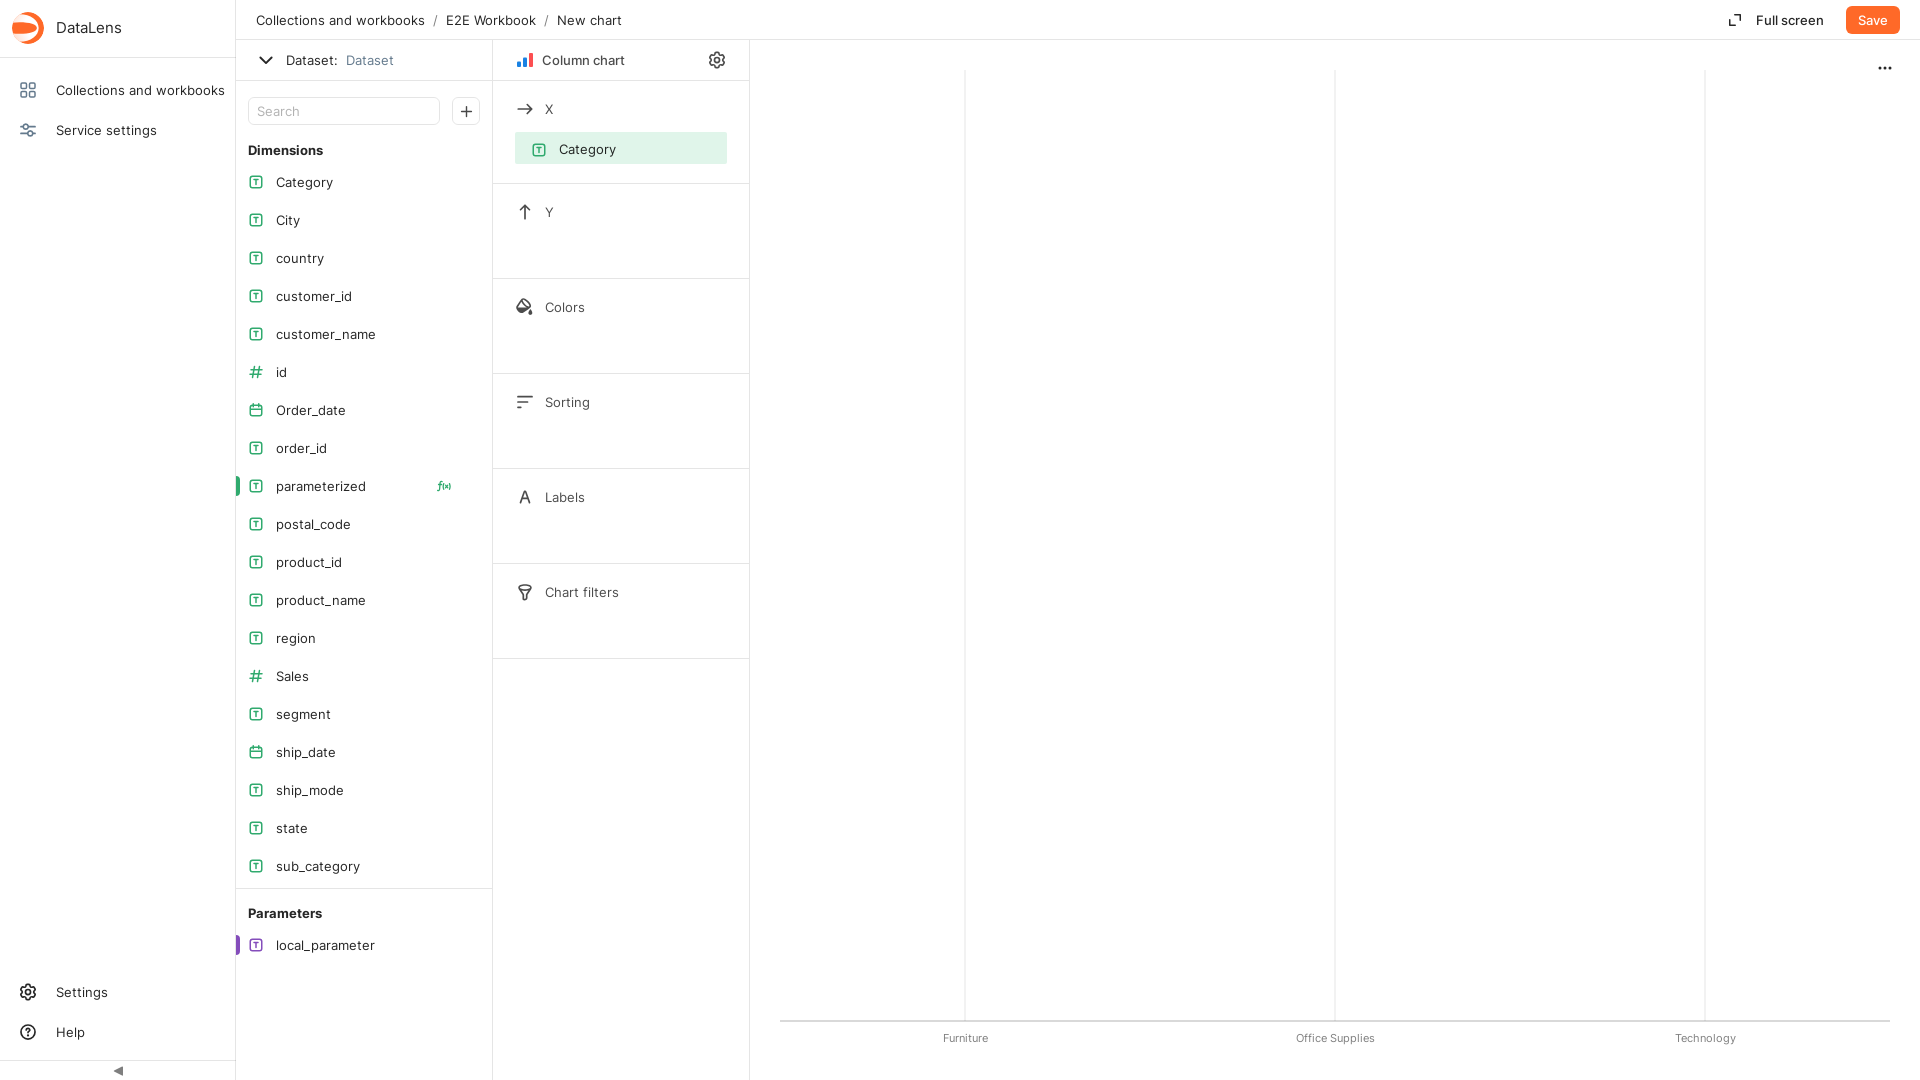 DataLens
Collections and workbooks
Service settings
Settings
Help
Collections and workbooks / E2E Workbook / New chart
Full screen
Save
Dataset: Dataset
Search
Dimensions
Category
City
country
customer_id
customer_name
id
Order_date
order_id
parameterized
postal_code
product_id
product_name
region
Sales
segment
ship_date
ship_mode
state
sub_category
Parameters
local_parameter
Column chart
X
Category
Y
Colors
Sorting
Labels
Chart filters
Furniture
Office Supplies
Technology